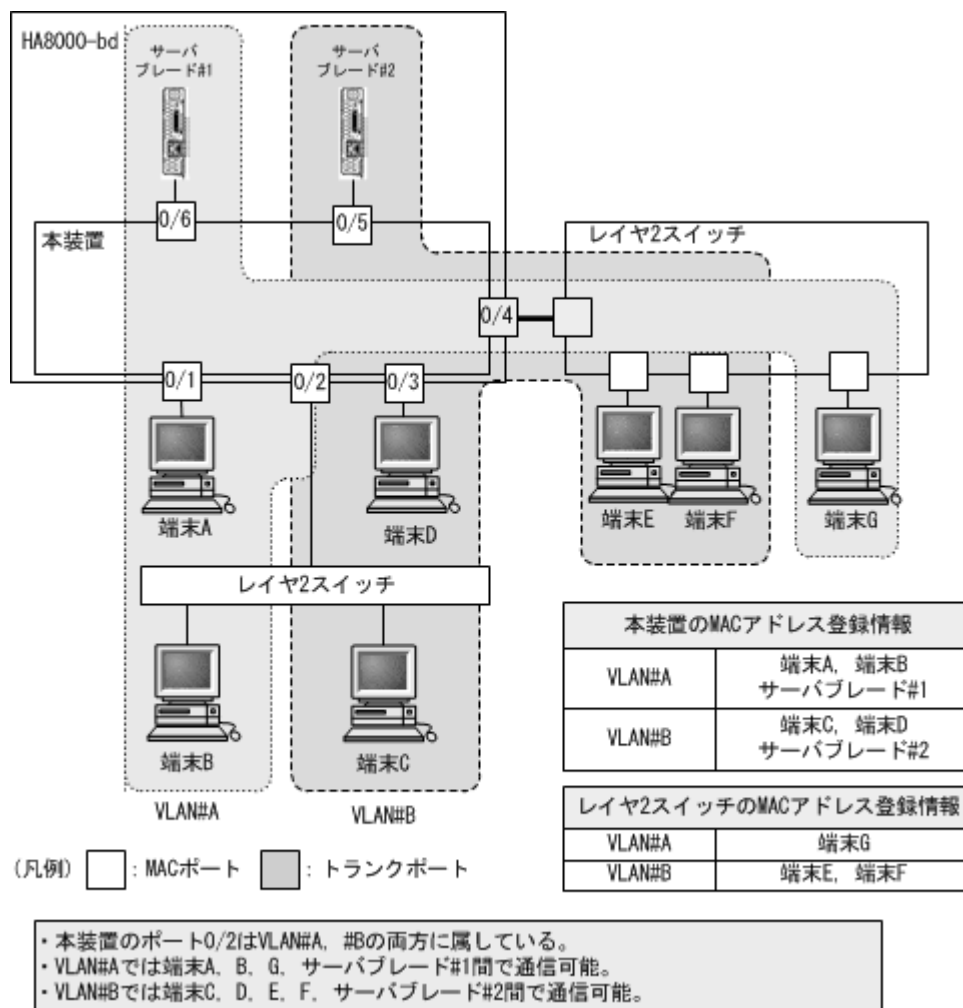 HA8000-bd
サーバ
ブレード#1
サーバ
ブレード#2
0/6
0/5
本装置
レイヤ2スイッチ
0/4
0/1
0/2
0/3
端末A
端末D
端末E
端末F
端末G
レイヤ2スイッチ
端末B
端末C
VLAN#A
VLAN#B
本装置のMACアドレス登録情報
VLAN#A
端末A, 端末B
サーバブレード#1
VLAN#B
端末C, 端末D
サーバブレード#2
レイヤ2スイッチのMACアドレス登録情報
VLAN#A
端末G
VLAN#B
端末E, 端末F
(凡例)
：MACポート
：トランクポート
・本装置のポート0/2はVLAN#A, #Bの両方に属している。
・VLAN#Aでは端末A, B, G, サーバブレード#1間で通信可能。
・VLAN#Bでは端末C, D, E, F, サーバブレード#2間で通信可能。